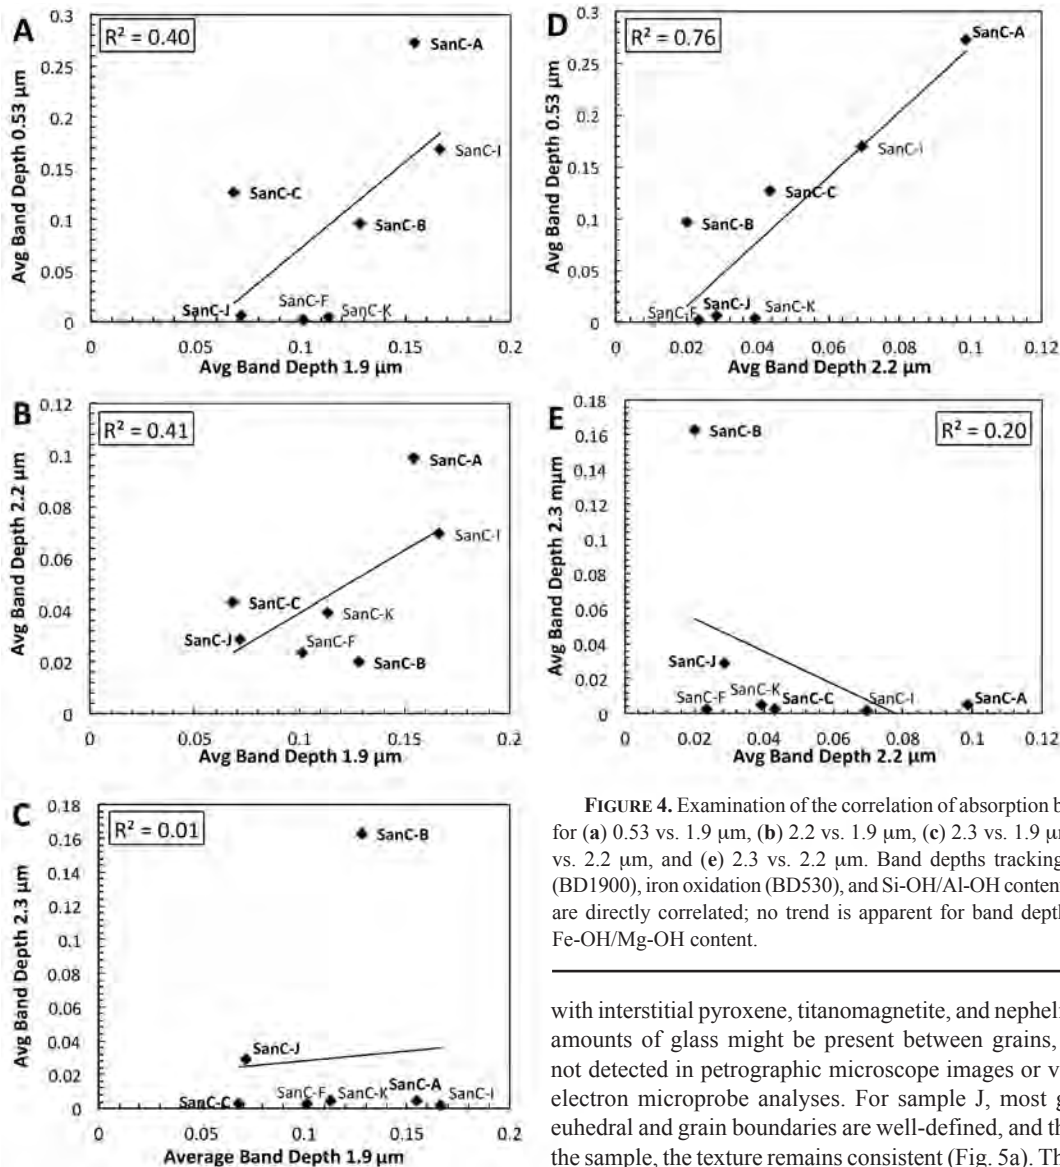 A
R² = 0.40
Avg Band Depth 0.53 µm
0.3
0.25
0.2
0.15
0.1
0.05
0
SanC-A
SanC-I
SanC-C
SanC-B
SanC-J
SanC-F
SanC-K
0
0.05
0.1
0.15
0.2
Avg Band Depth 1.9 µm
B
R² = 0.41
Avg Band Depth 2.2 µm
0.12
0.1
0.08
0.06
0.04
0.02
0
SanC-A
SanC-I
SanC-C
SanC-K
SanC-J
SanC-F
SanC-B
0
0.05
0.1
0.15
0.2
Avg Band Depth 1.9 µm
C
R² = 0.01
Avg Band Depth 2.3 µm
0.18
0.16
0.14
0.12
0.1
0.08
0.06
0.04
0.02
0
SanC-B
SanC-J
SanC-C
SanC-F
SanC-K
SanC-A
SanC-I
0
0.05
0.1
0.15
0.2
Average Band Depth 1.9 µm
D
R² = 0.76
Avg Band Depth 0.53 µm
0.3
0.25
0.2
0.15
0.1
0.05
0
SanC-A
SanC-I
SanC-C
SanC-B
SanC-F
SanC-J
SanC-K
0
0.02
0.04
0.06
0.08
0.1
0.12
Avg Band Depth 2.2 µm
E
R² = 0.20
Avg Band Depth 2.3 mµm
0.18
0.16
0.14
0.12
0.1
0.08
0.06
0.04
0.02
0
SanC-B
SanC-J
SanC-F
SanC-K
SanC-C
SanC-I
SanC-A
0
0.02
0.04
0.06
0.08
0.1
0.12
Avg Band Depth 2.2 µm
FIGURE 4. Examination of the correlation of absorption b
for (a) 0.53 vs. 1.9 µm, (b) 2.2 vs. 1.9 µm, (c) 2.3 vs. 1.9 µm
vs. 2.2 µm, and (e) 2.3 vs. 2.2 µm. Band depths tracking
(BD1900), iron oxidation (BD530), and Si-OH/Al-OH content
are directly correlated; no trend is apparent for band depth
Fe-OH/Mg-OH content.
with interstitial pyroxene, titanomagnetite, and nepheli
amounts of glass might be present between grains,
not detected in petrographic microscope images or v
electron microprobe analyses. For sample J, most g
euhedral and grain boundaries are well-defined, and th
the sample, the texture remains consistent (Fig. 5a). Th